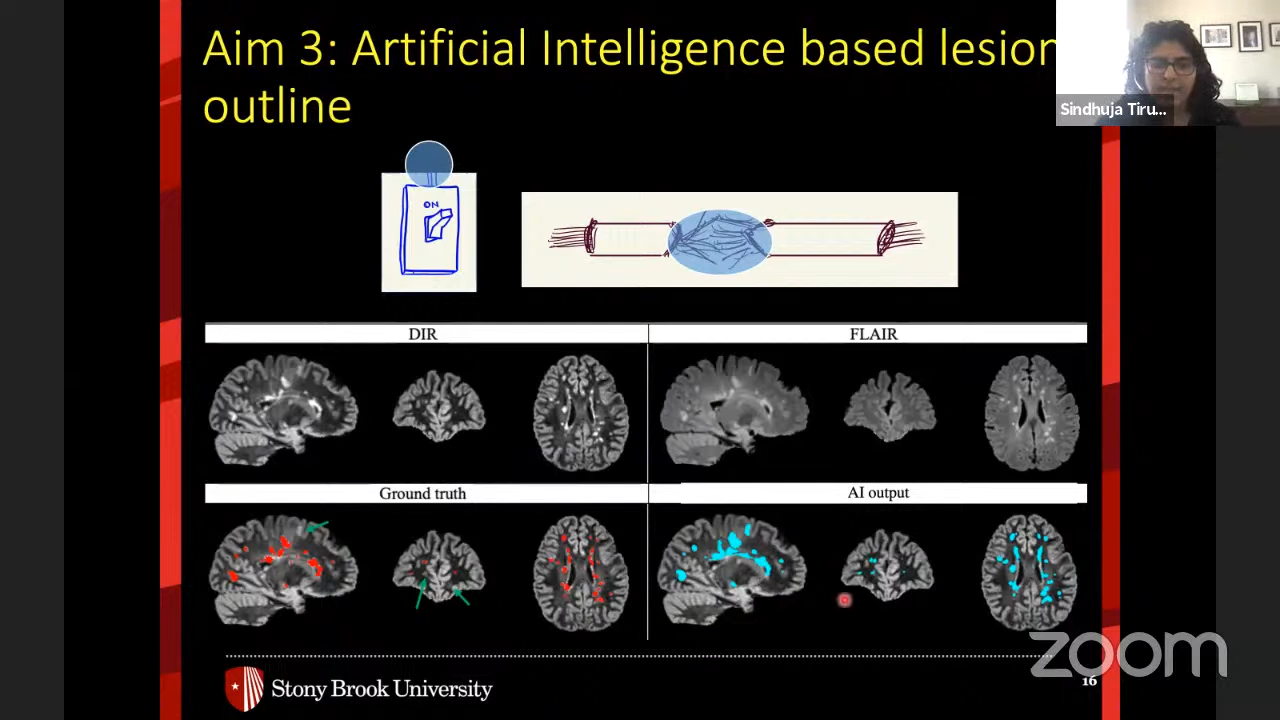 Aim 3: Artificial Intelligence based lesion
outline
Sindhuja Tiru...
ON
DIR
FLAIR
Ground truth
AI output
zoom
Stony Brook University
16